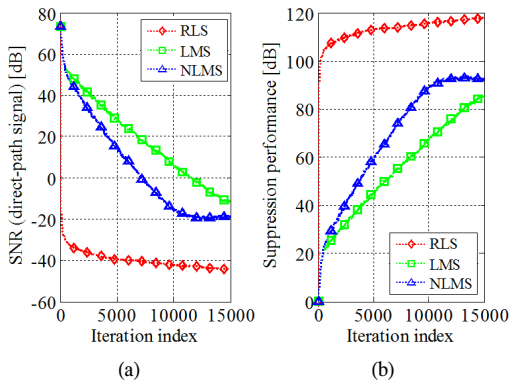 80
60
40
20
0
-20
-40
-60
SNR (direct-path signal) [dB]
RLS
LMS
NLMS
0 5000 10000 15000
Iteration index
(a)
120
100
80
60
40
20
0
Suppression performance [dB]
RLS
LMS
NLMS
0 5000 10000 15000
Iteration index
(b)